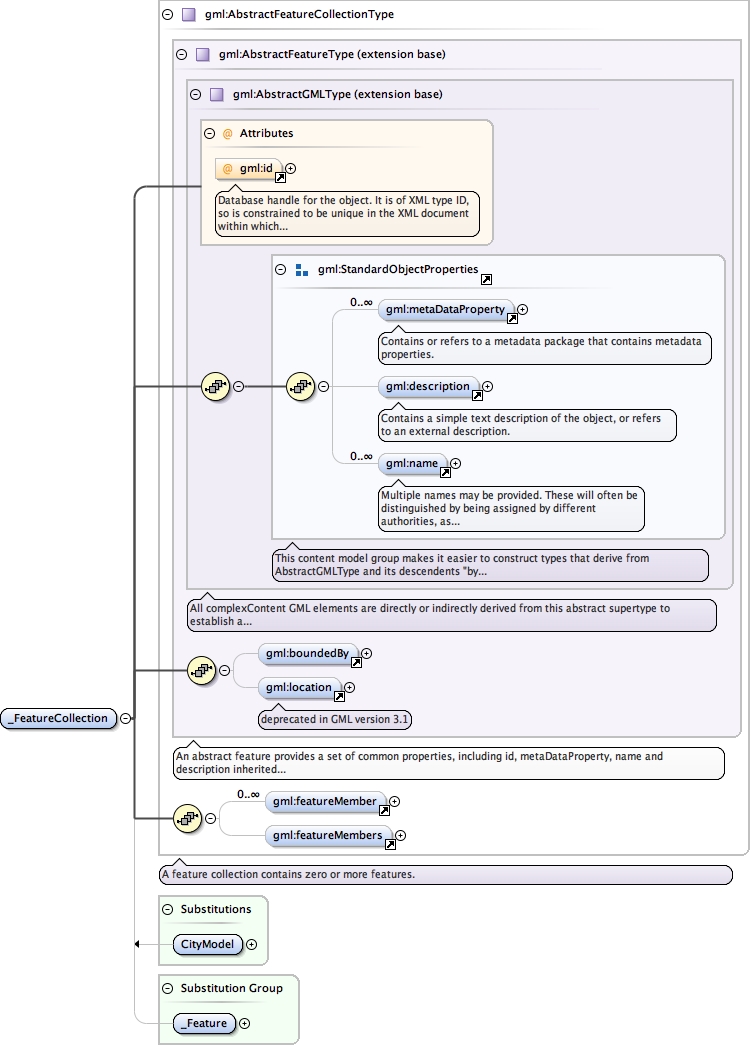 gml:AbstractFeatureCollectionType
gml:AbstractFeatureType (extension base)
gml:AbstractGMLType (extension base)
@ Attributes
@ gml:id
Database handle for the object. It is of XML type ID,
so is constrained to be unique in the XML document
within which...
gml:StandardObjectProperties
0..∞
gml:metaDataProperty
Contains or refers to a metadata package that contains metadata
properties.
gml:description
Contains a simple text description of the object, or refers
to an external description.
0..∞
gml:name
Multiple names may be provided. These will often be
distinguished by being assigned by different
authorities, as...
This content model group makes it easier to construct types that derive from
AbstractGMLType and its descendents "by...
All complexContent GML elements are directly or indirectly derived from this abstract supertype to
establish a...
gml:boundedBy
gml:location
deprecated in GML version 3.1
_FeatureCollection
An abstract feature provides a set of common properties, including id, metaDataProperty, name and
description inherited...
0..∞
gml:featureMember
gml:featureMembers
A feature collection contains zero or more features.
Substitutions
CityModel
Substitution Group
_Feature